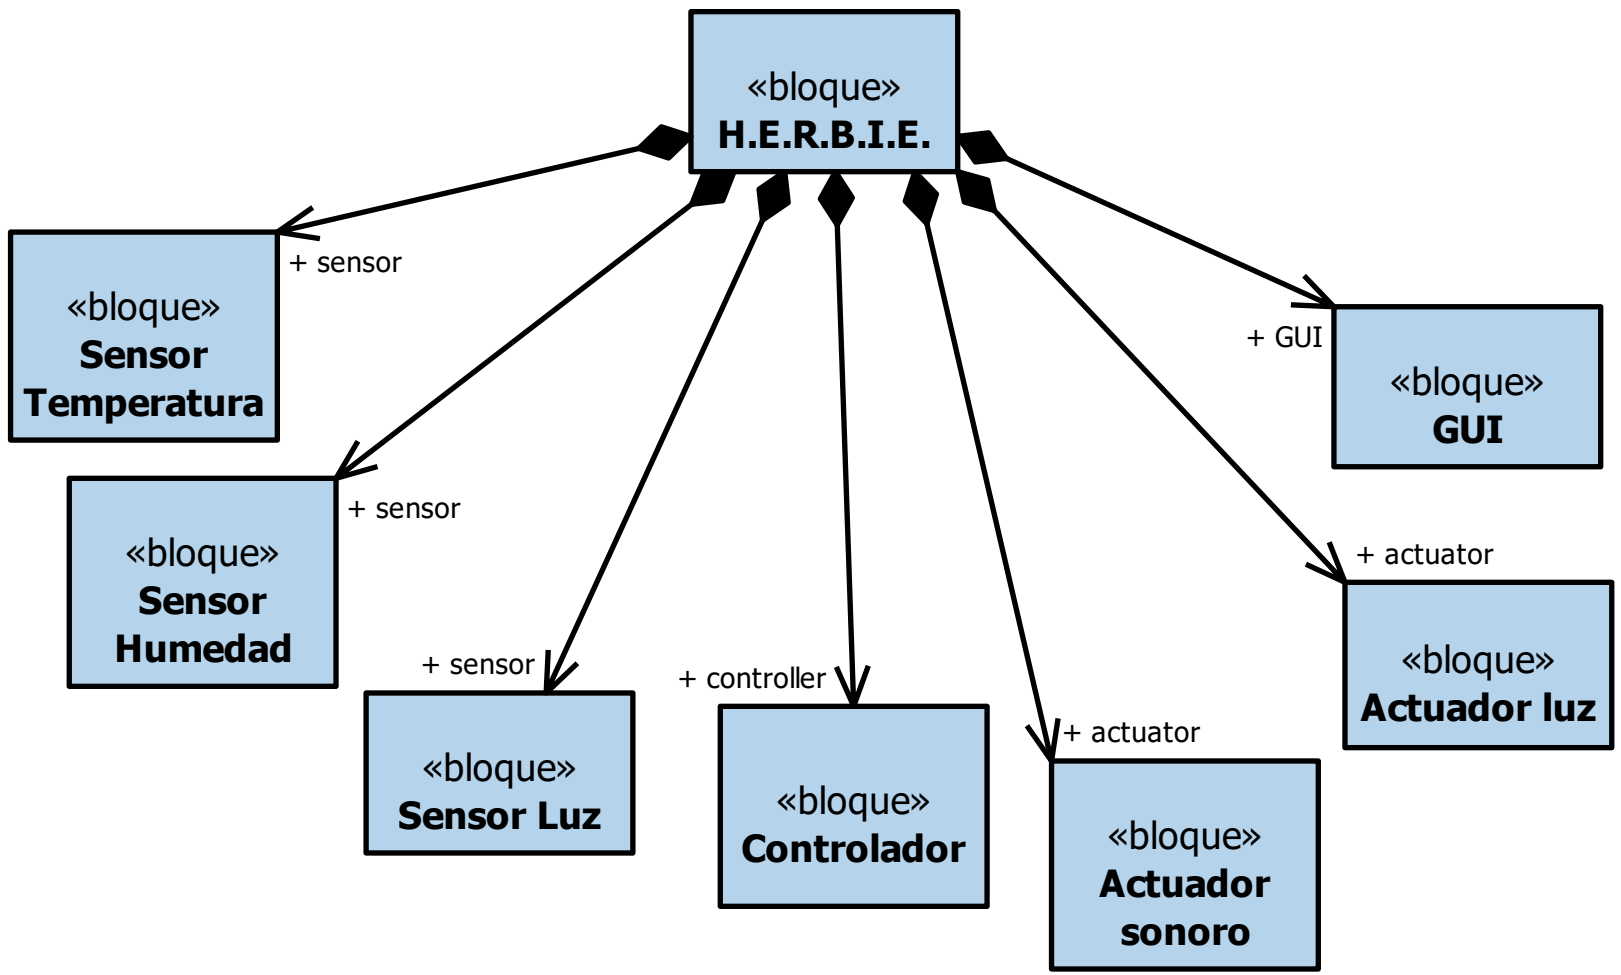 «bloque»
H.E.R.B.I.E.
+ sensor
«bloque»
Sensor
Temperatura
+ GUI
«bloque»
GUI
+ sensor
«bloque»
Sensor
Humedad
+ actuator
«bloque»
Actuador luz
+ sensor
«bloque»
Sensor Luz
+ controller
«bloque»
Controlador
+ actuator
«bloque»
Actuador
sonoro